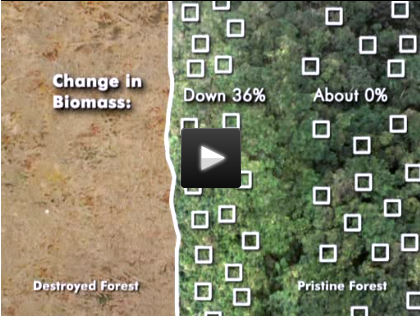 Change in
Biomass:
Down 36%
About 0%
Destroyed Forest
Pristine Forest